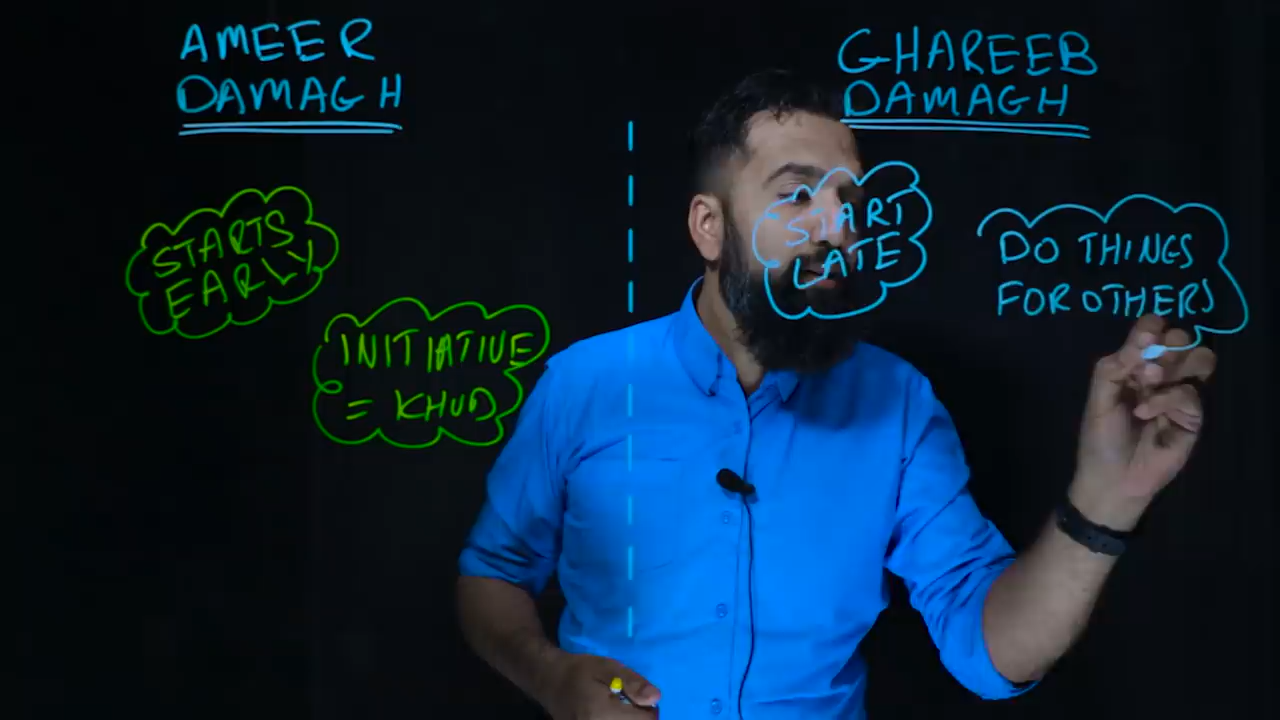 AMEER
DAMAGH
STARTS
EARLY
INITIATIVE
= KHUD
GHAREEB
DAMAGH
START
LATE
DO THINGS
FOR OTHERS